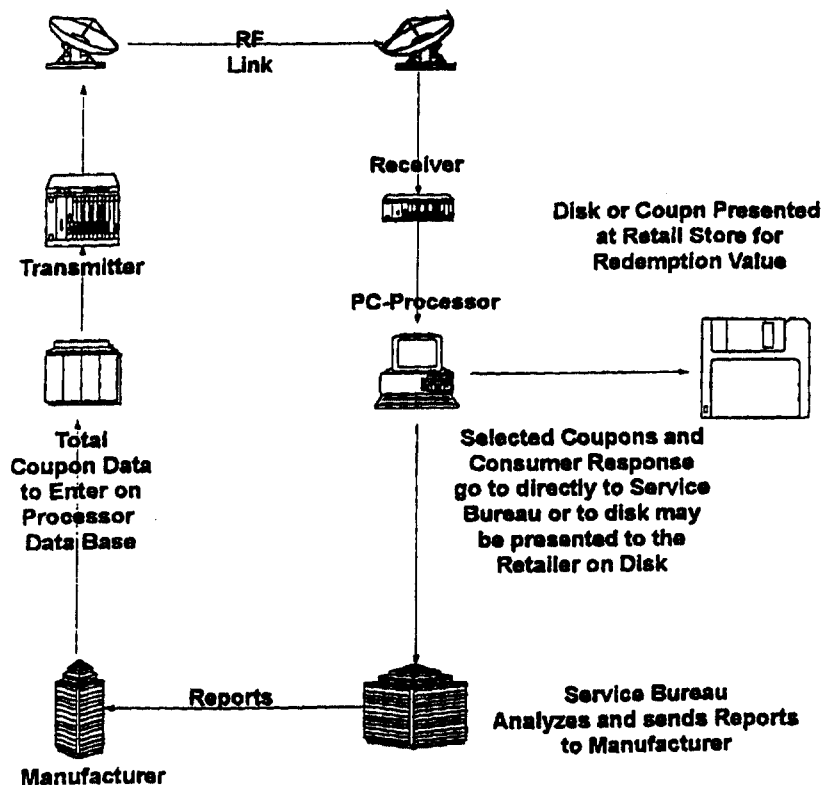 RF
Link
Receiver
Disk or Coupn Presented
at Retail Store for
Redemption Value
Transmitter
PC-Processor
Total
Coupon Data
to Enter on
Processor
Data Base
Selected Coupons and
Consumer Response
go to directly to Service
Bureau or to disk may
be presented to the
Retailer on Disk
Reports
Service Bureau
Analyzes and sends Reports
to Manufacturer
Manufacturer